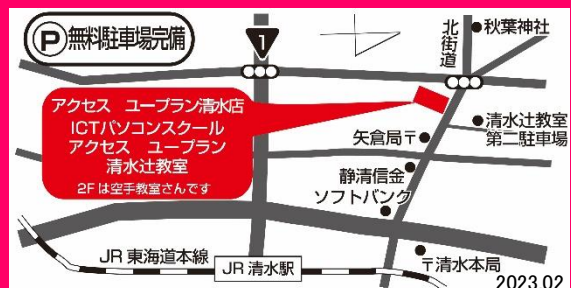 P 無料駐車場完備
1
北街道
秋葉神社
アクセス ユープラン清水店
ICTパソコンスクール
アクセス ユープラン
清水辻教室
2Fは空手教室さんです
清水辻教室
第二駐車場
矢倉局〒
静清信金
ソフトバンク
JR東海道本線
JR清水駅
〒清水本局
2023.02